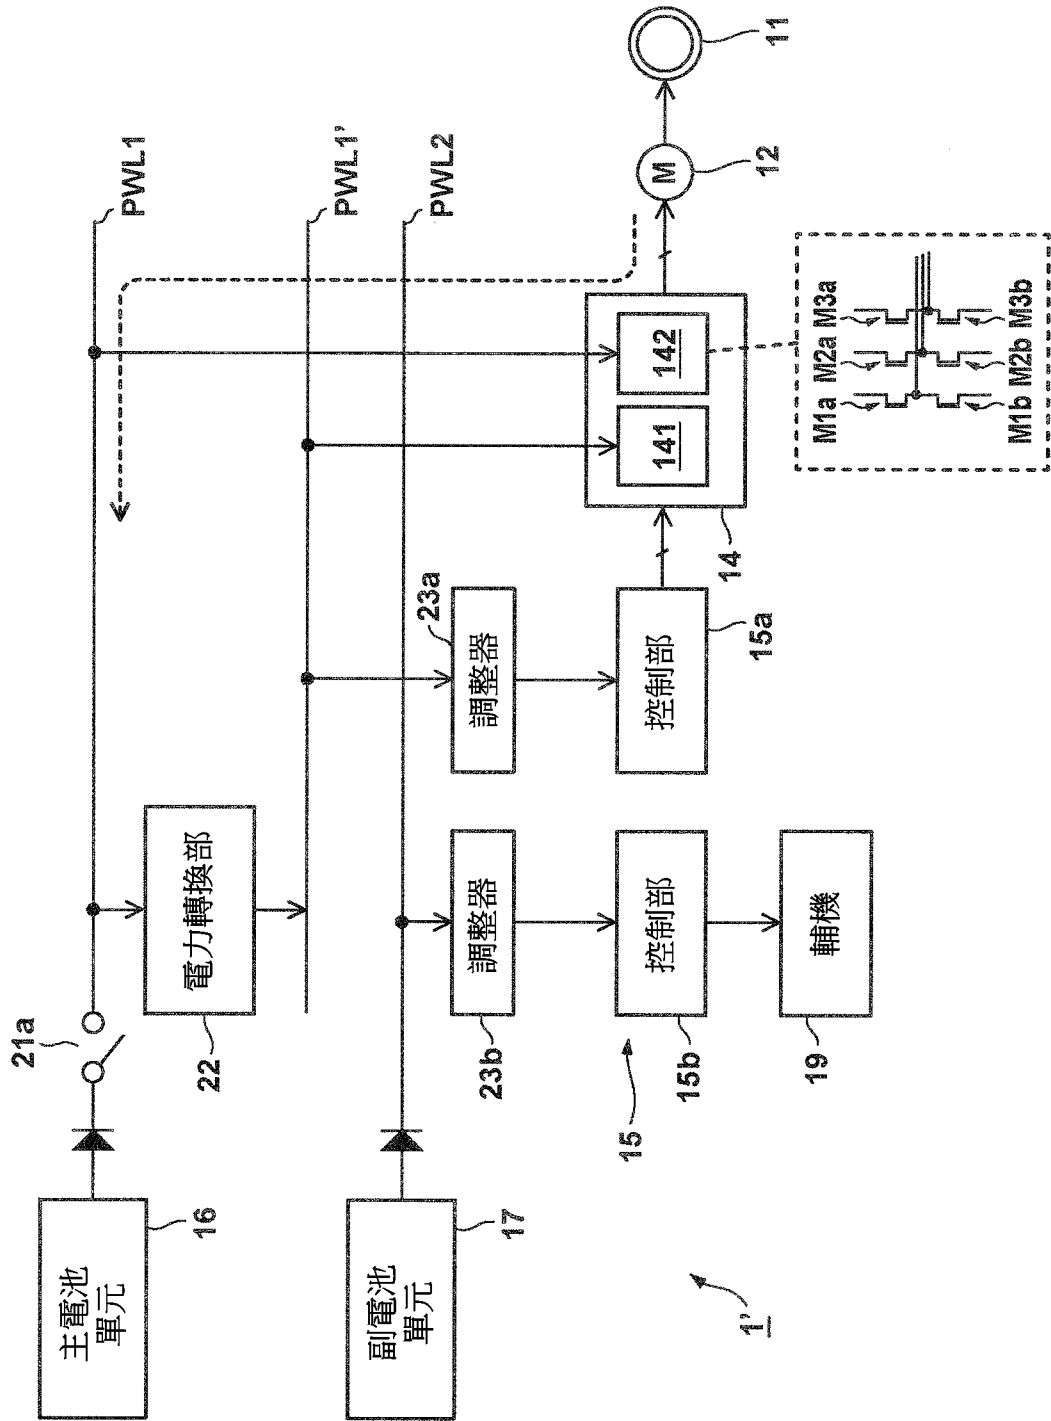 主電池
單元
16
21a
電力轉換部
22
PWL1
PWL1'
副電池
單元
17
PWL2
調整器
23b
調整器
23a
15
控制部
15b
控制部
15a
14
141
142
M
12
11
輔機
19
M1a
M2a
M3a
M1b
M2b
M3b
1'